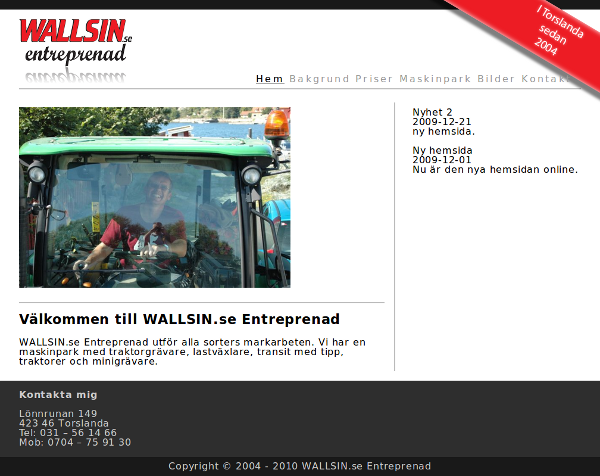 WALLSIN.se
entreprenad
I Torslanda
sedan
2004
Hem Bakgrund Priser Maskinpark Bilder Kontakt
Nyhet 2
2009-12-21
ny hemsida.
Ny hemsida
2009-12-01
Nu är den nya hemsidan online.
Välkommen till WALLSIN.se Entreprenad
WALLSIN.se Entreprenad utför alla sorters markarbeten. Vi har en
maskinpark med traktorgrävare, lastväxlare, transit med tipp,
traktorer och minigrävare.
Kontakta mig
Lönnrunan 149
423 46 Torslanda
Tel: 031 – 56 14 66
Mob: 0704 – 75 91 30
Copyright © 2004 - 2010 WALLSIN.se Entreprenad